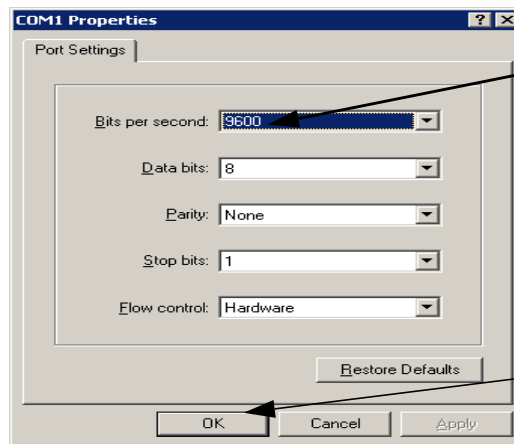 COM1 Properties
Port Settings
Bits per second: 9600
Data bits: 8
Parity: None
Stop bits: 1
Flow control: Hardware
Restore Defaults
OK Cancel Apply